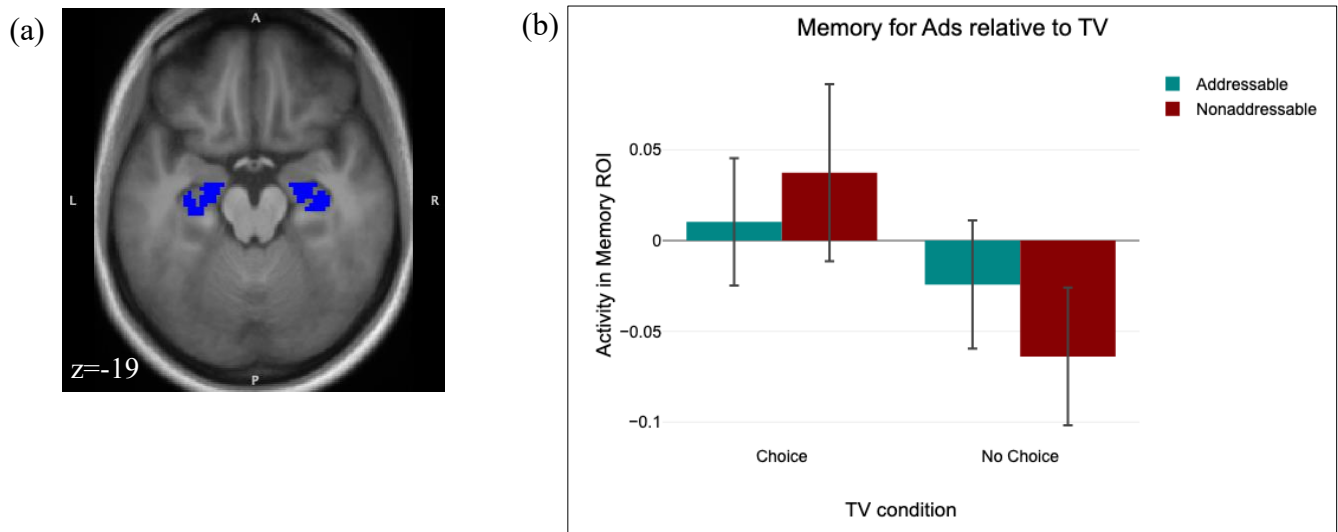 (a)
A
L
R
P
z=-19
(b)
Memory for Ads relative to TV
Addressable
Nonaddressable
Activity in Memory ROI
0.05
0
−0.05
−0.1
Choice
No Choice
TV condition